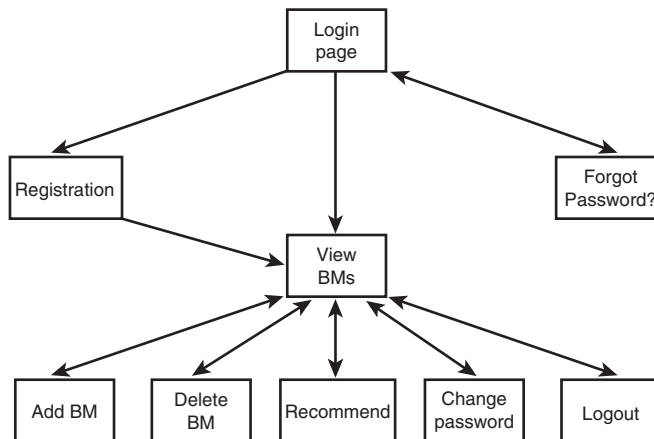 Login
page
Registration
Forgot
Password?
View
BMs
Add BM
Delete
BM
Recommend
Change
password
Logout